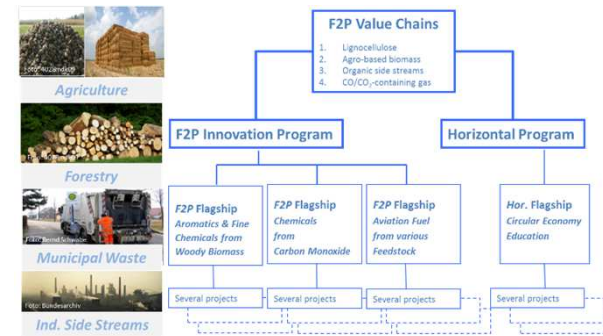 Agriculture
Forestry
Foto: Bernd Schwabe
Municipal Waste
Foto: Bundesarchiv
Ind. Side Streams
F2P Value Chains
1. Lignocellulose
2. Agro-based biomass
3. Organic side streams
4. CO/CO₂-containing gas
F2P Innovation Program
Horizontal Program
F2P Flagship
Aromatics & Fine
Chemicals from
Woody Biomass
F2P Flagship
Chemicals
from
Carbon Monoxide
F2P Flagship
Aviation Fuel
from various
Feedstock
Hor. Flagship
Circular Economy
Education
Several projects
Several projects
Several projects
Several projects